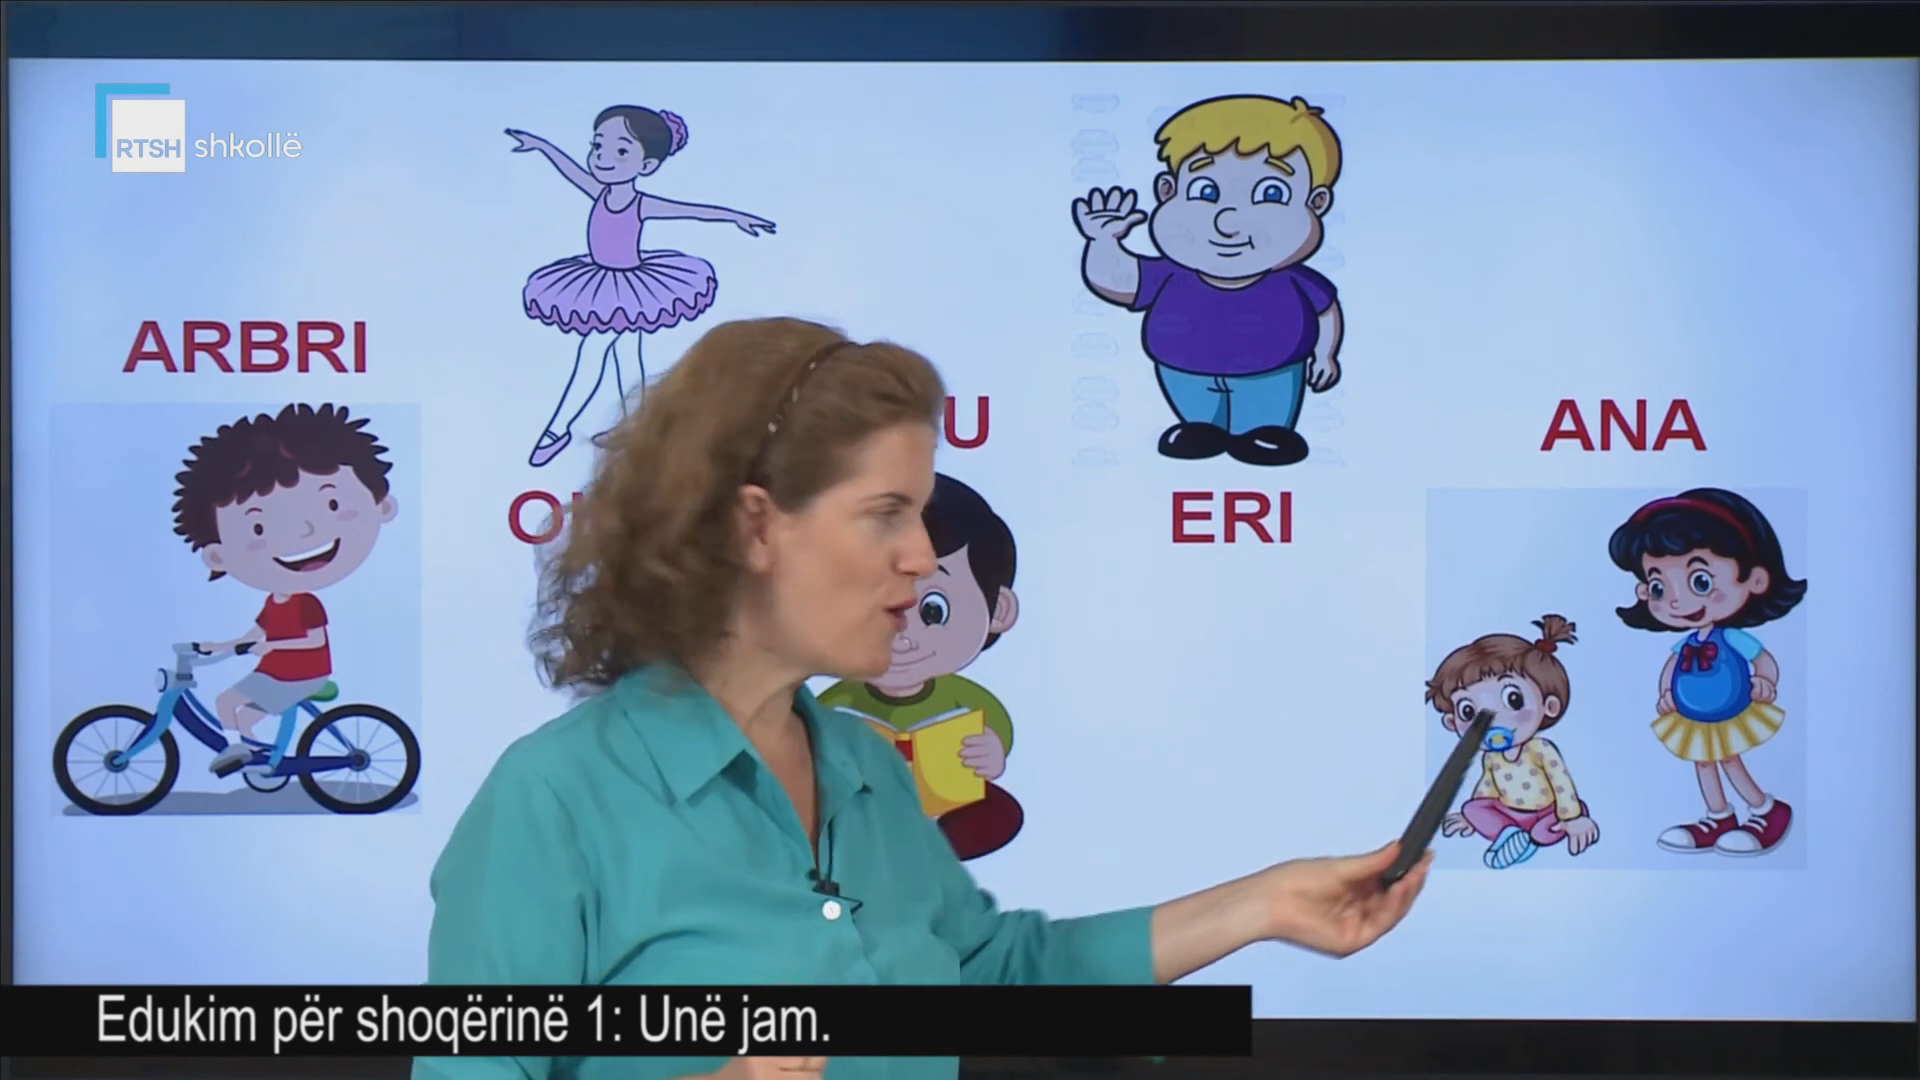 RTSH shkollë
ARBRI
ANA
ERI
Edukim për shoqërinë 1: Unë jam.